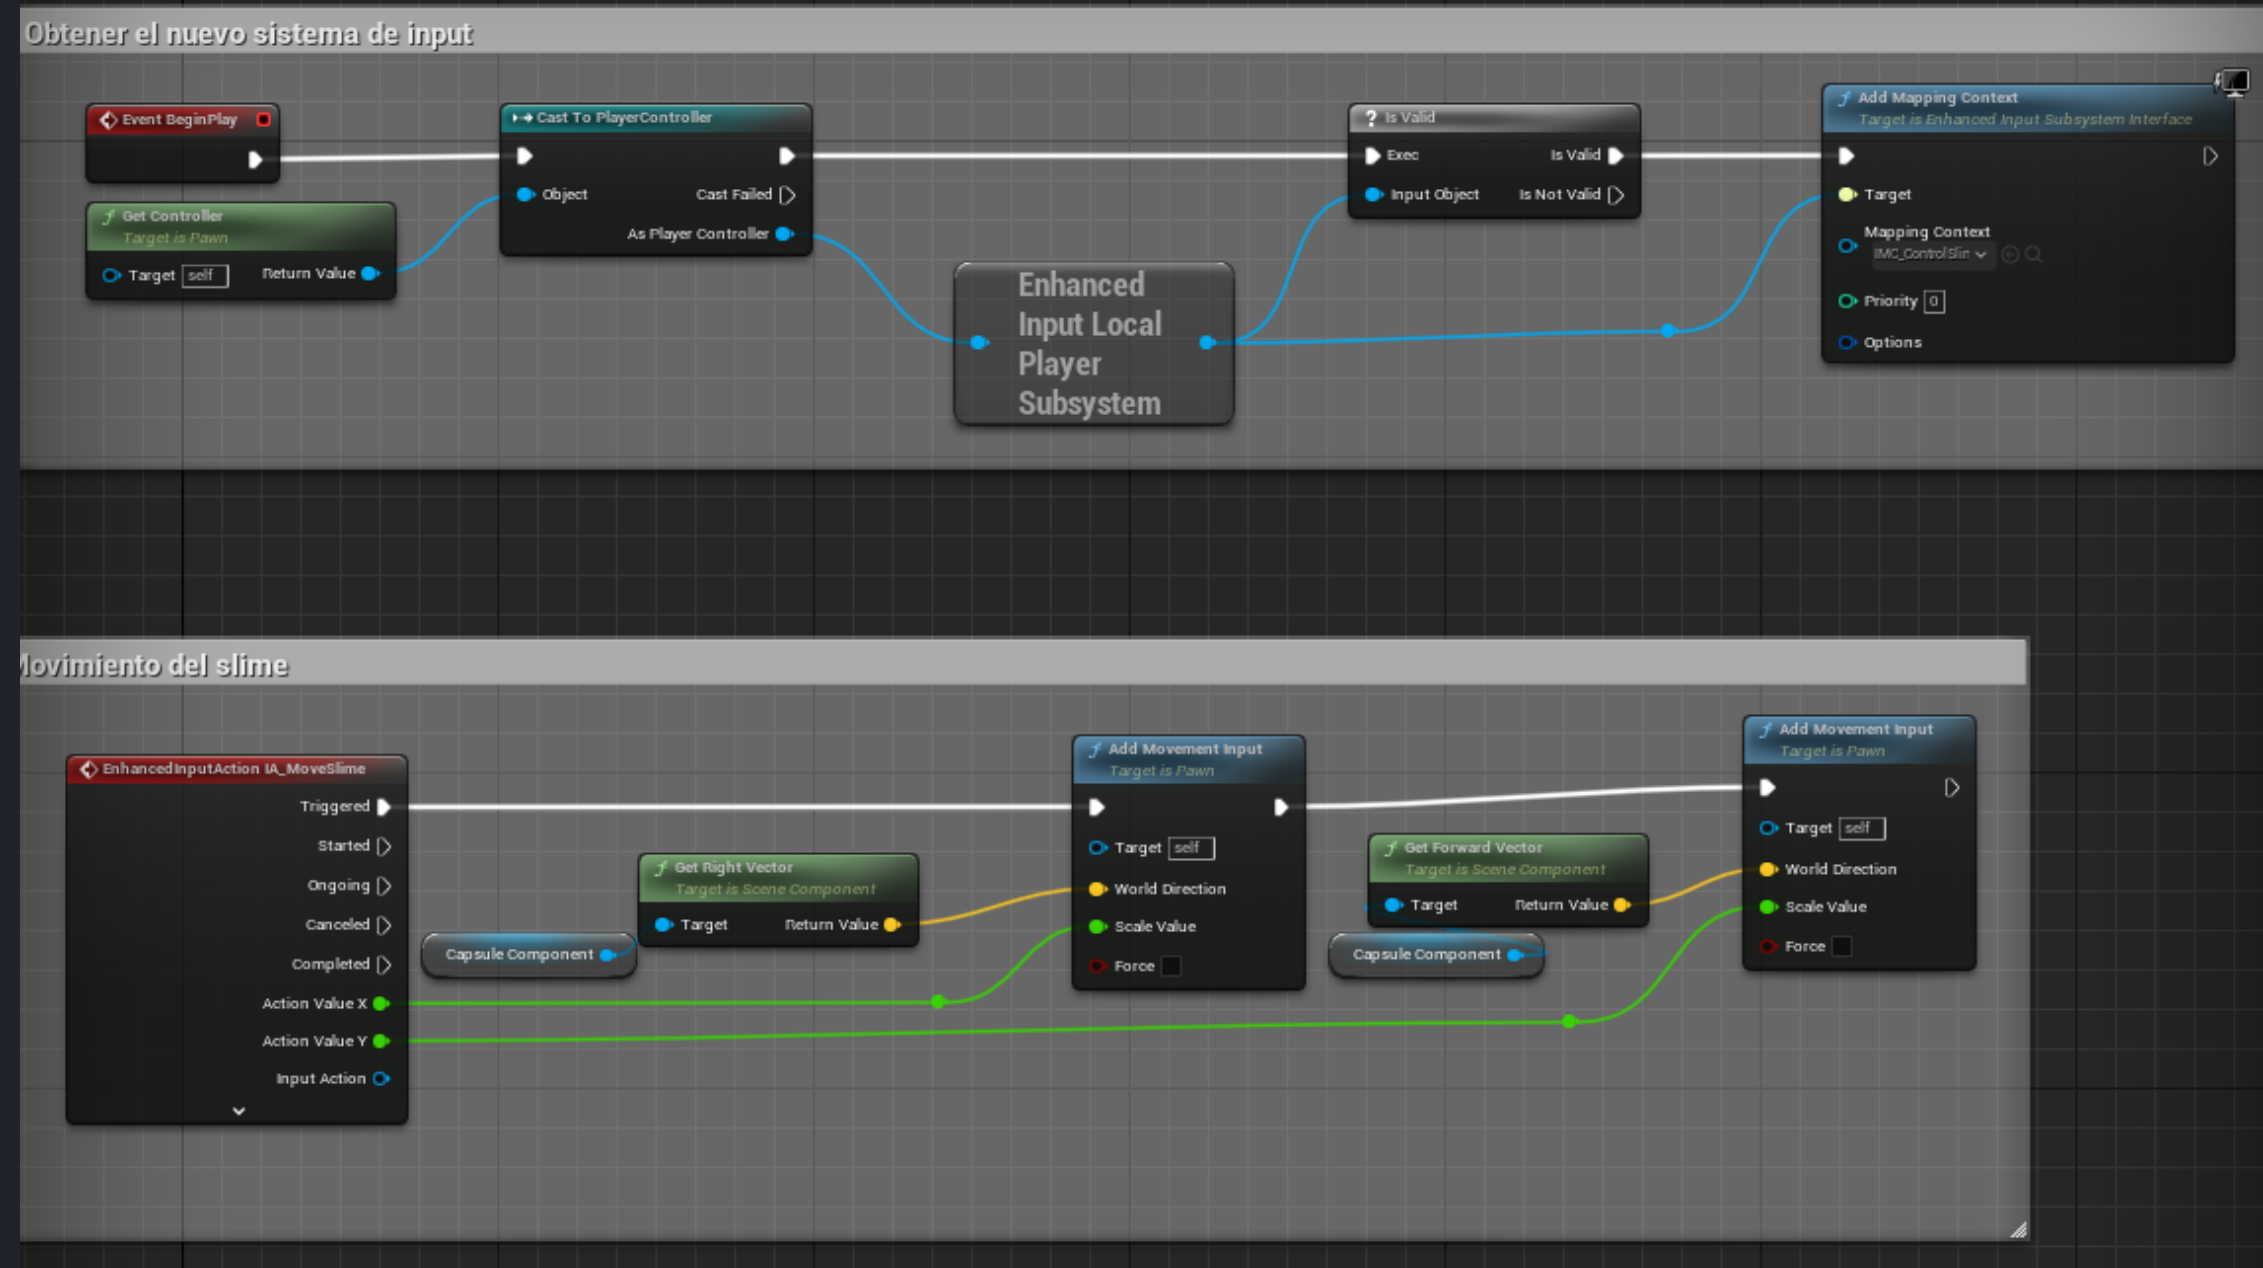 Obtener el nuevo sistema de input
Event BeginPlay
Get Controller
Target is Pawn
Target self
Return Value
Cast To PlayerController
Object
Cast Failed
As Player Controller
Enhanced
Input Local
Player
Subsystem
Is Valid
Exec
Is Valid
Input Object
Is Not Valid
Add Mapping Context
Target is Enhanced Input Subsystem Interface
Target
Mapping Context
IMC_ControlSlin
Priority 0
Options
Movimiento del slime
EnhancedInputAction IA_MoveSlime
Triggered
Started
Ongoing
Canceled
Completed
Action Value X
Action Value Y
Input Action
Capsule Component
Get Right Vector
Target is Scene Component
Target
Return Value
Add Movement Input
Target is Pawn
Target self
World Direction
Scale Value
Force
Get Forward Vector
Target is Scene Component
Target
Return Value
Capsule Component
Add Movement Input
Target is Pawn
Target self
World Direction
Scale Value
Force